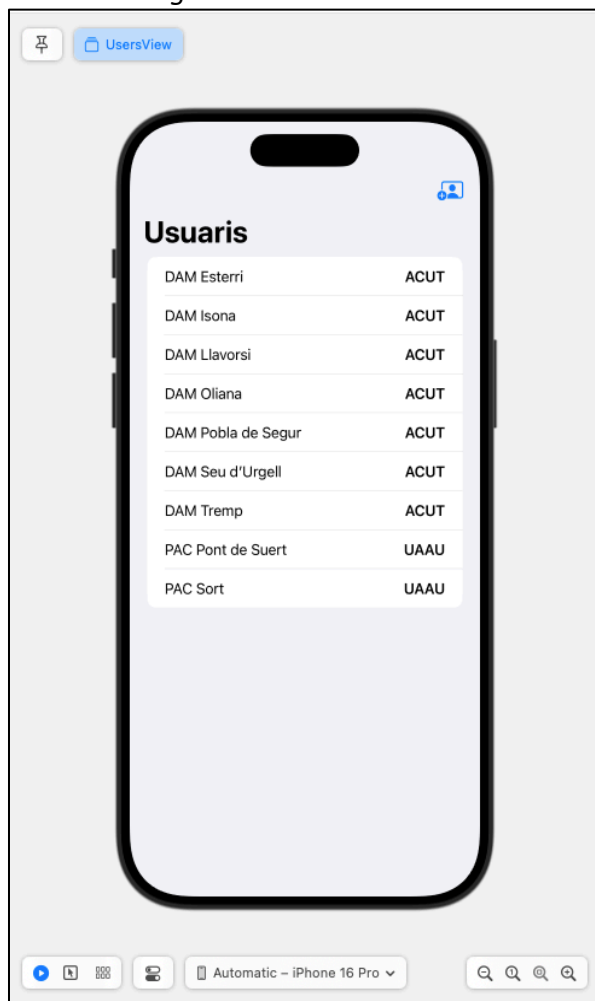 UsersView
Usuaris
DAM Esterri ACUT
DAM Isona ACUT
DAM Llavorsi ACUT
DAM Oliana ACUT
DAM Pobla de Segur ACUT
DAM Seu d'Urgell ACUT
DAM Tremp ACUT
PAC Pont de Suert UAAU
PAC Sort UAAU
Automatic – iPhone 16 Pro